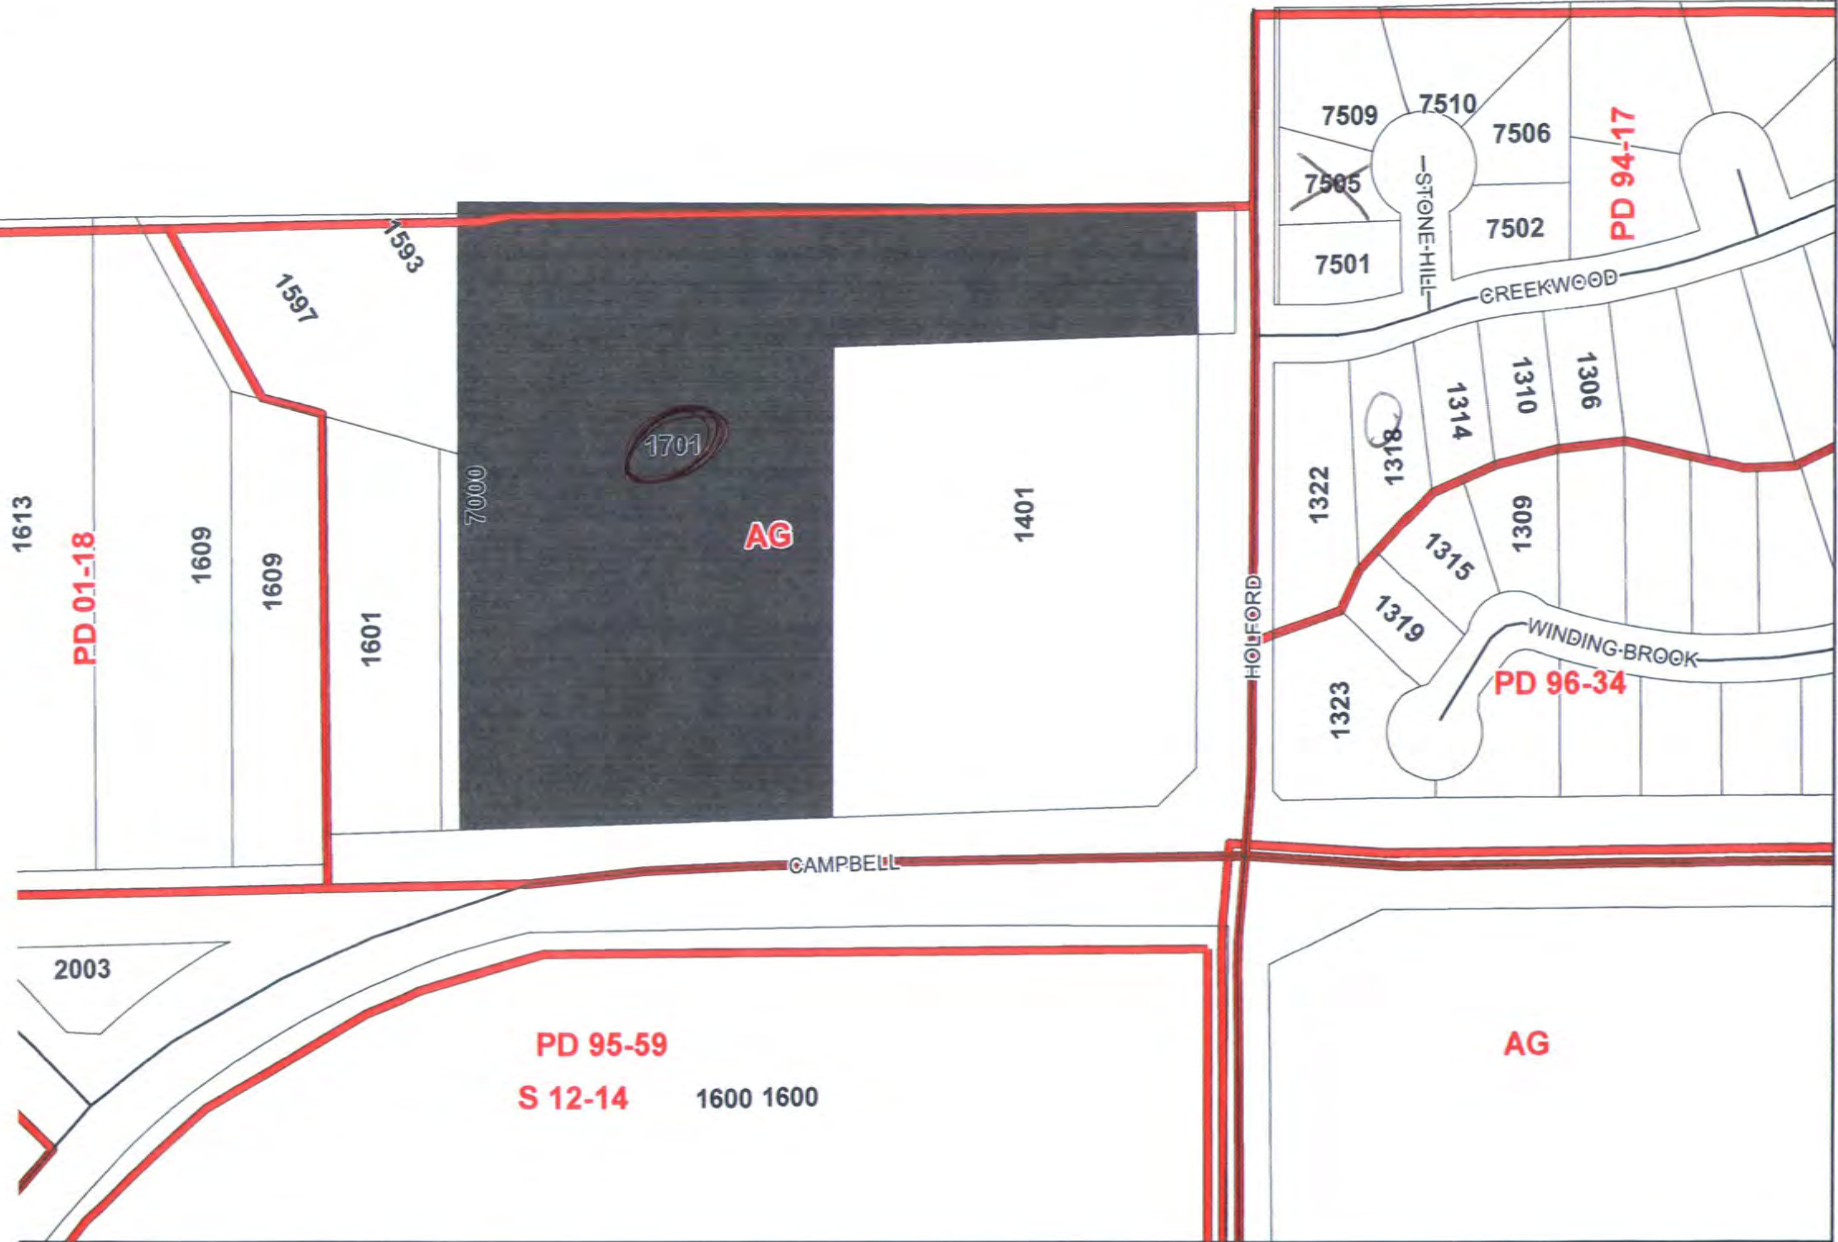 7509
7510
7506
PD 94-17
7505
STONE HILL
7502
7501
1593
1597
CREEKWOOD
1306
1310
1314
1318
1322
1701
7000
1401
1613
PD 01-18
1609
1609
1601
AG
1309
1315
1319
HOLFORD
WINDING BROOK
PD 96-34
1323
CAMPBELL
2003
PD 95-59
S 12-14
1600 1600
AG